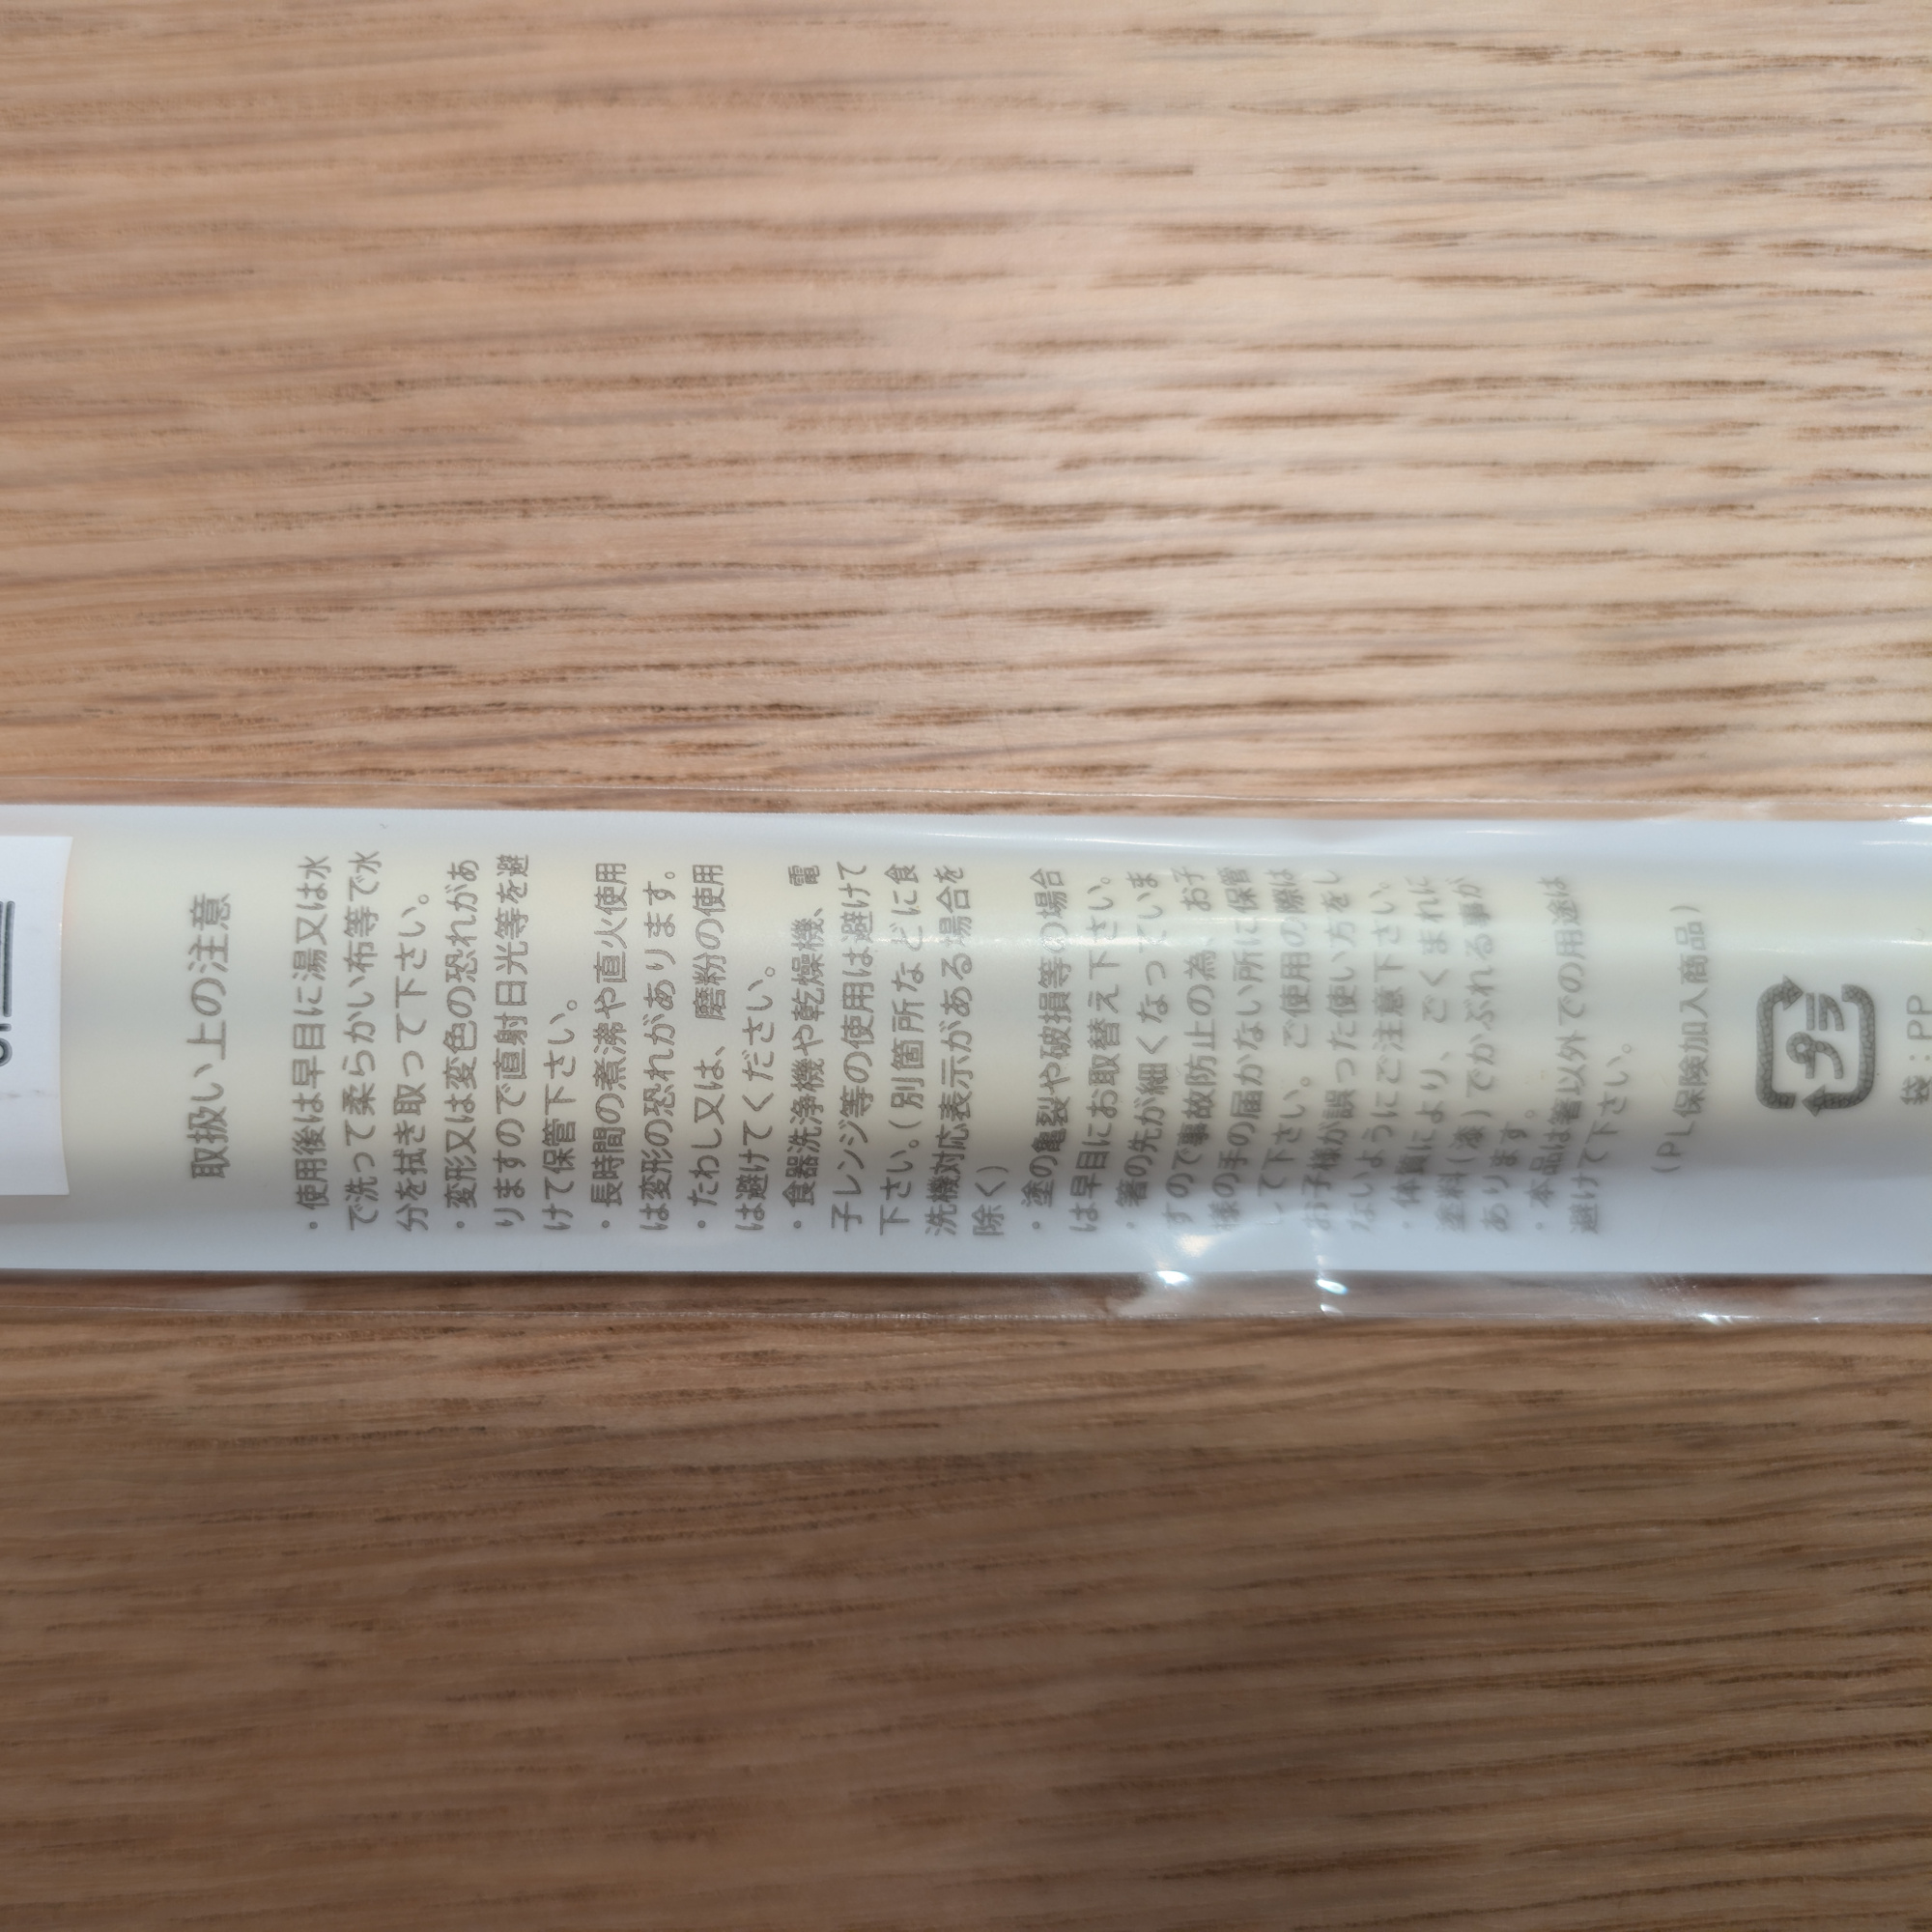 取扱い上の注意
・使用後は早目に湯又は水
で洗って柔らかい布等で水
分を拭き取って下さい。
・変形又は変色の恐れがあ
りますので直射日光等を避
けて保管下さい。
・長時間の煮沸や直火使用
は変形の恐れがあります。
・たわし又は、磨粉の使用
は避けてください。
・食器洗浄機や乾燥機、電
子レンジ等の使用は避けて
下さい。(別箇所などに食
洗機対応表示がある場合を
除く)
・塗の亀裂や破損等の場合
は早目にお取替え下さい。
・箸の先が細くなっていま
すので事故防止の為、お子
様の手の届かない所に保管
して下さい。ご使用の際は
お子様が誤った使い方をし
ないようにご注意下さい。
・体質により、ごくまれに
塗料(漆)でかぶれる事が
あります。
・本品は箸以外での用途は
避けて下さい。
(PL保険加入商品)
プラ
袋:PP